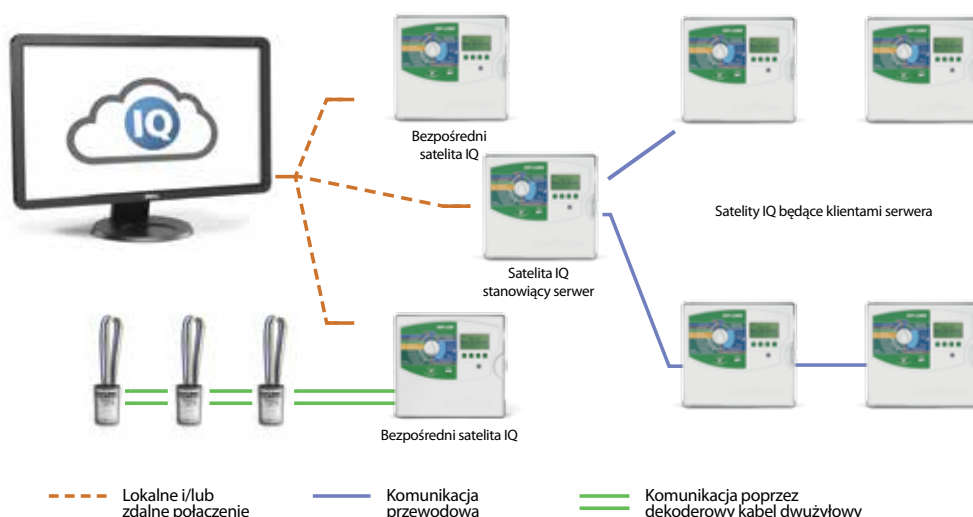 IQ
Bezpośredni
satelita IQ
Satelity IQ będące klientami serwera
Satelita IQ
stanowiący serwer
Bezpośredni satelita IQ
Lokalne i/lub
zdalne połączenie
Komunikacja
przewodowa
Komunikacja poprzez
dekoderowy kabel dwużyłowy